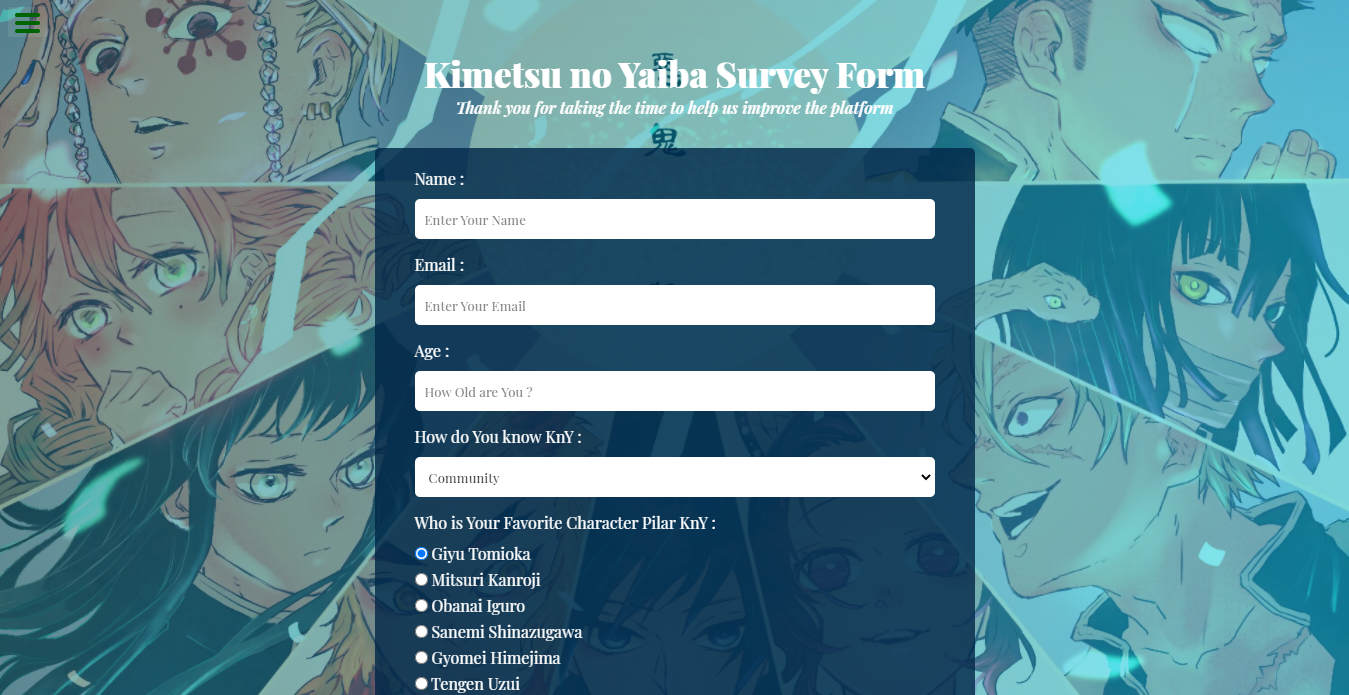 Kimetsu no Yaiba Survey Form
Thank you for taking the time to help us improve the platform
鬼
Name :
Enter Your Name
Email :
Enter Your Email
Age :
How Old are You ?
How do You know KnY :
Community
Who is Your Favorite Character Pilar KnY :
Giyu Tomioka
Mitsuri Kanroji
Obanai Iguro
Sanemi Shinazugawa
Gyomei Himejima
Tengen Uzui